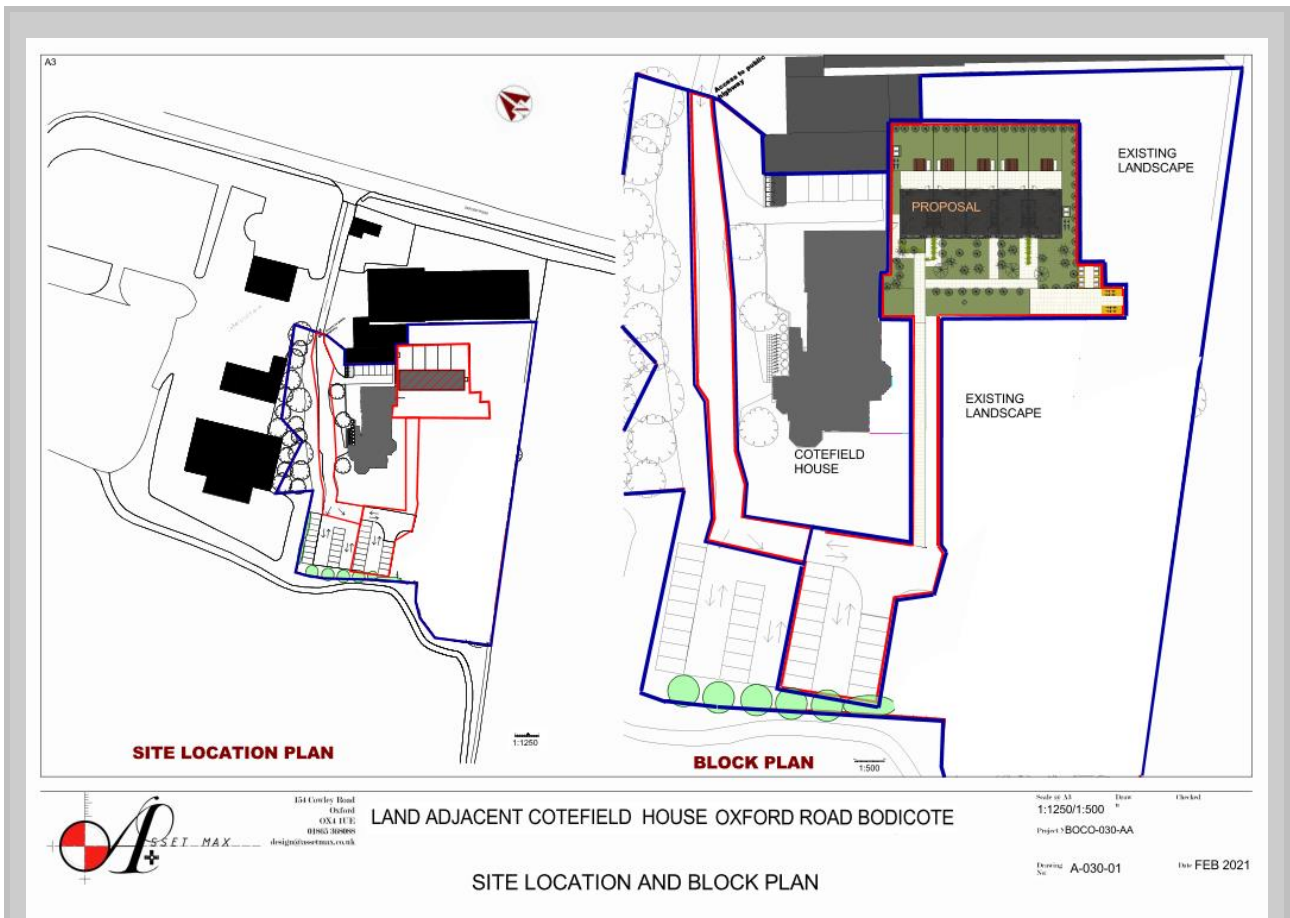 A3
Access to public
highway
EXISTING
LANDSCAPE
PROPOSAL
EXISTING
LANDSCAPE
COTEFIELD
HOUSE
SITE LOCATION PLAN
1:1250
BLOCK PLAN
1:500
154 Cowley Road
Oxford
OX4 1UE
01865 368088
design@assetmax.co.uk
ASSET MAX
LAND ADJACENT COTEFIELD HOUSE OXFORD ROAD BODICOTE
SITE LOCATION AND BLOCK PLAN
Scale @ A3
1:1250/1:500
Draw
n
Checked
Project N BOCO-030-AA
Drawing
No:
A-030-01
Date FEB 2021